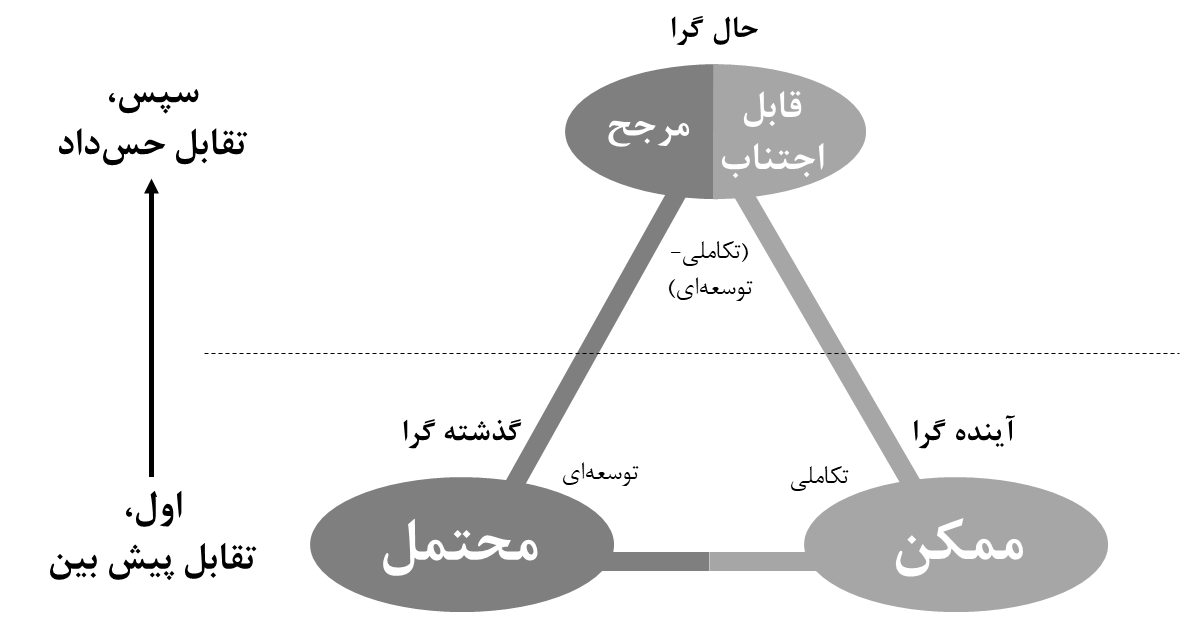 حال گرا
قابل
اجتناب
مرجح
سپس،
تقابل حس‌داد
(تکاملی-
توسعه‌ای)
آینده گرا
گذشته گرا
تکاملی
توسعه‌ای
ممکن
محتمل
اول،
تقابل پیش بین